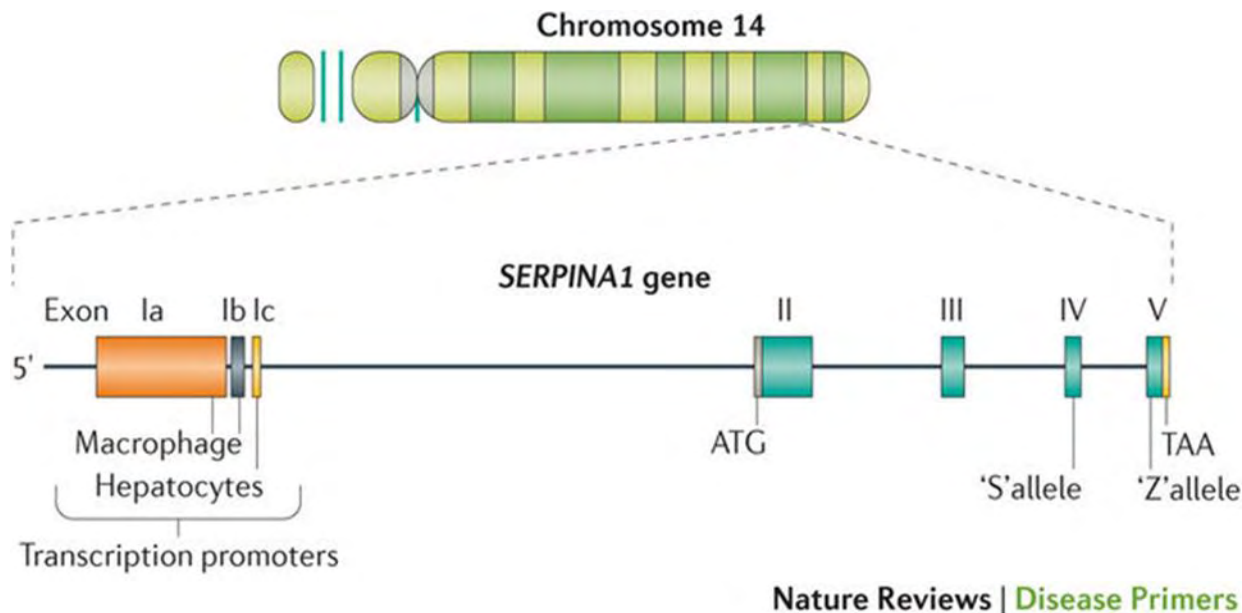 Chromosome 14
SERPINA1 gene
Exon Ia Ib Ic II III IV V
5'
Macrophage ATG TAA
Hepatocytes 'S'allele 'Z'allele
Transcription promoters
Nature Reviews | Disease Primers